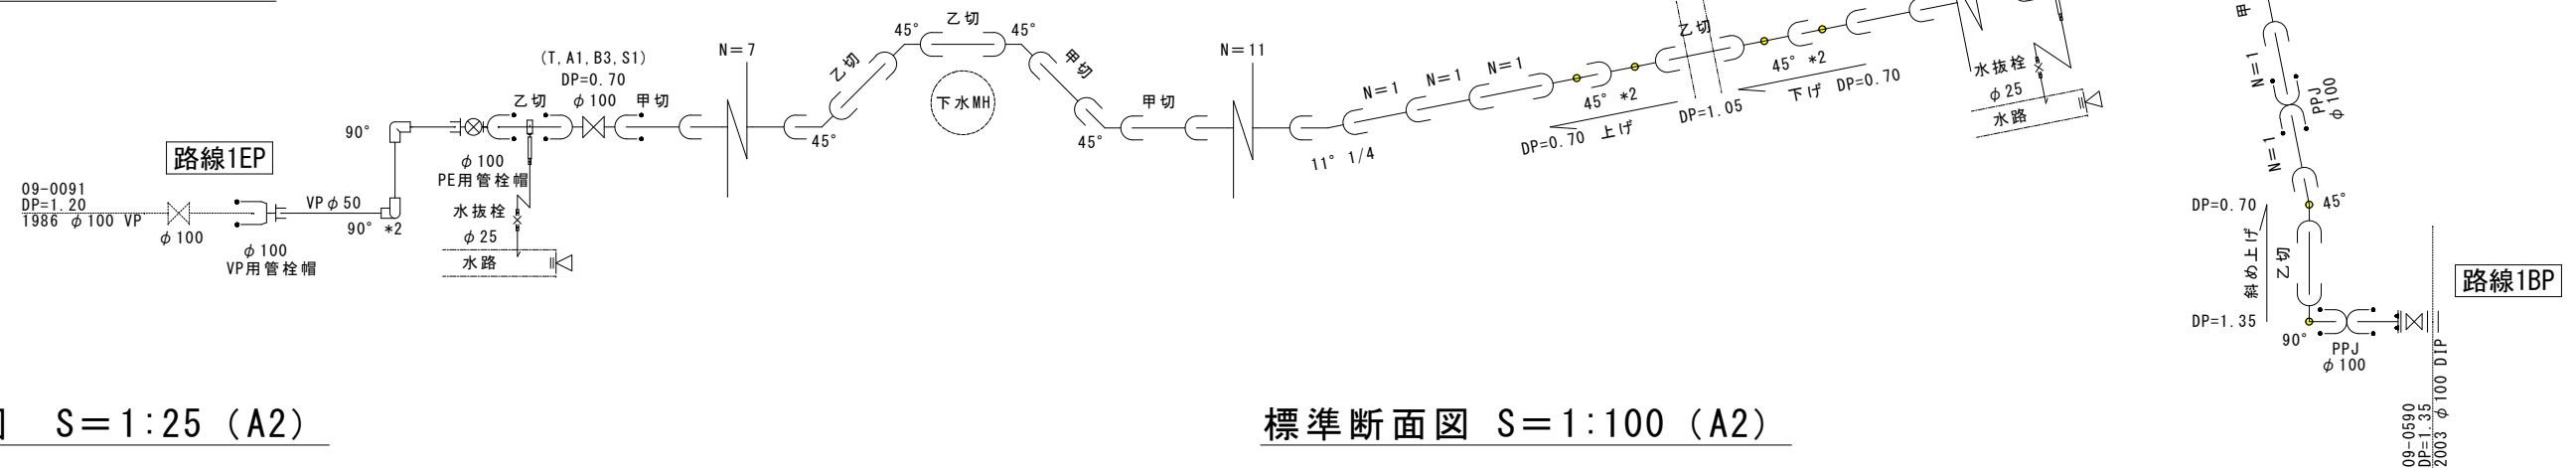 路線1EP
09-0091
DP=1.20
1986 φ100 VP
φ100
φ100
VP用管栓帽
VPφ50
90° *2
90°
φ100
PE用管栓帽
水抜栓
φ25
水路
乙切
(T,A1,B3,S1)
DP=0.70
φ100
甲切
N=7
45°
乙切
45°
乙切
45°
下水MH
甲切
45°
甲切
N=11
11° 1/4
N=1
N=1
N=1
45° *2
DP=0.70 上げ
乙切
DP=1.05
45° *2
下げ DP=0.70
水抜栓
φ25
水路
甲
N=1
PPJ
φ100
N=1
DP=0.70
45°
斜め上げ
乙切
DP=1.35
90°
PPJ
φ100
路線1BP
09-0590
DP=1.35
2003 φ100 DIP
S=1:25 (A2)
標準断面図 S=1:100 (A2)